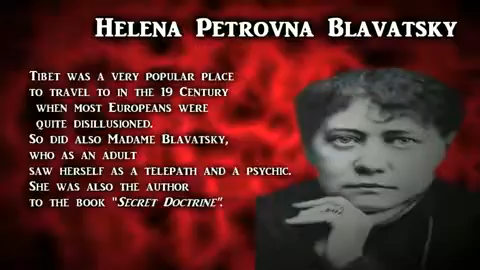 Helena Petrovna Blavatsky
Tibet was a very popular place
to travel to in the 19 Century
when most Europeans were
quite disillusioned.
So did also Madame Blavatsky,
who as an adult
saw herself as a telepath and a psychic.
She was also the author
to the book "Secret Doctrine".